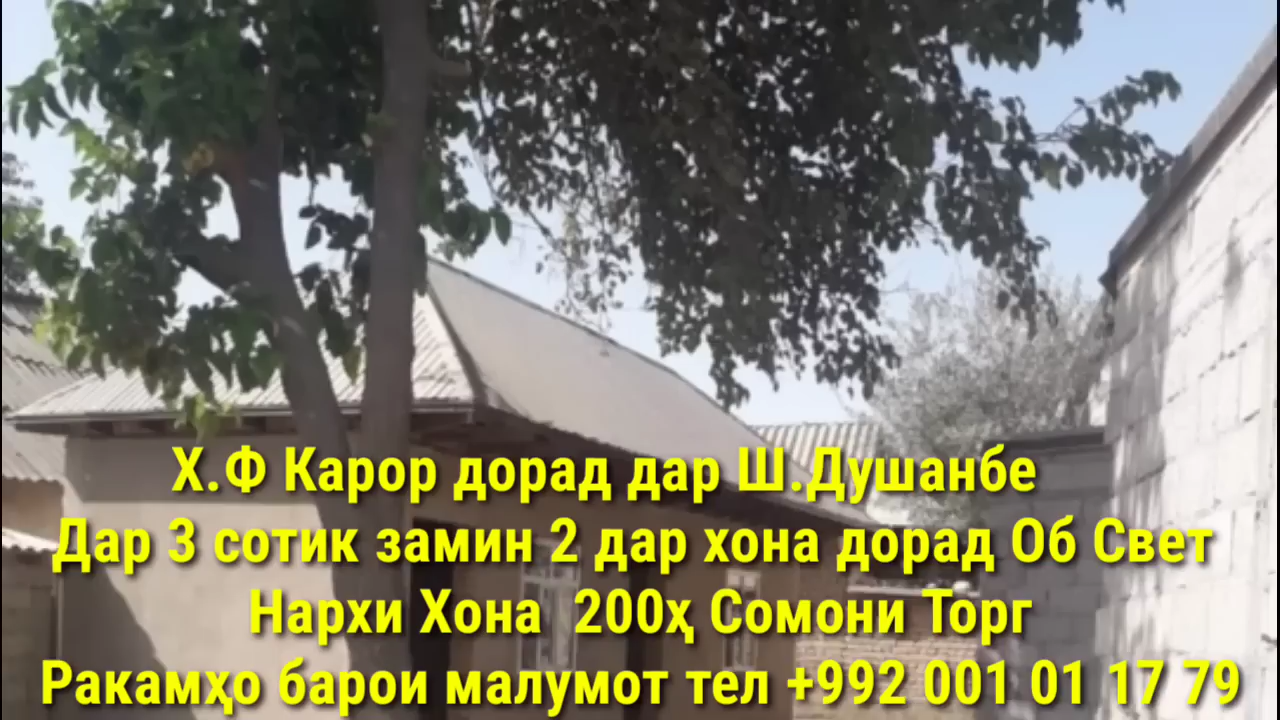 Х.Ф Карор дорад дар Ш.Душанбе
Дар 3 сотик замин 2 дар хона дорад Об Свет
Нархи Хона 200ҳ Сомони Торг
Ракамҳо барои малумот тел +992 001 01 17 79